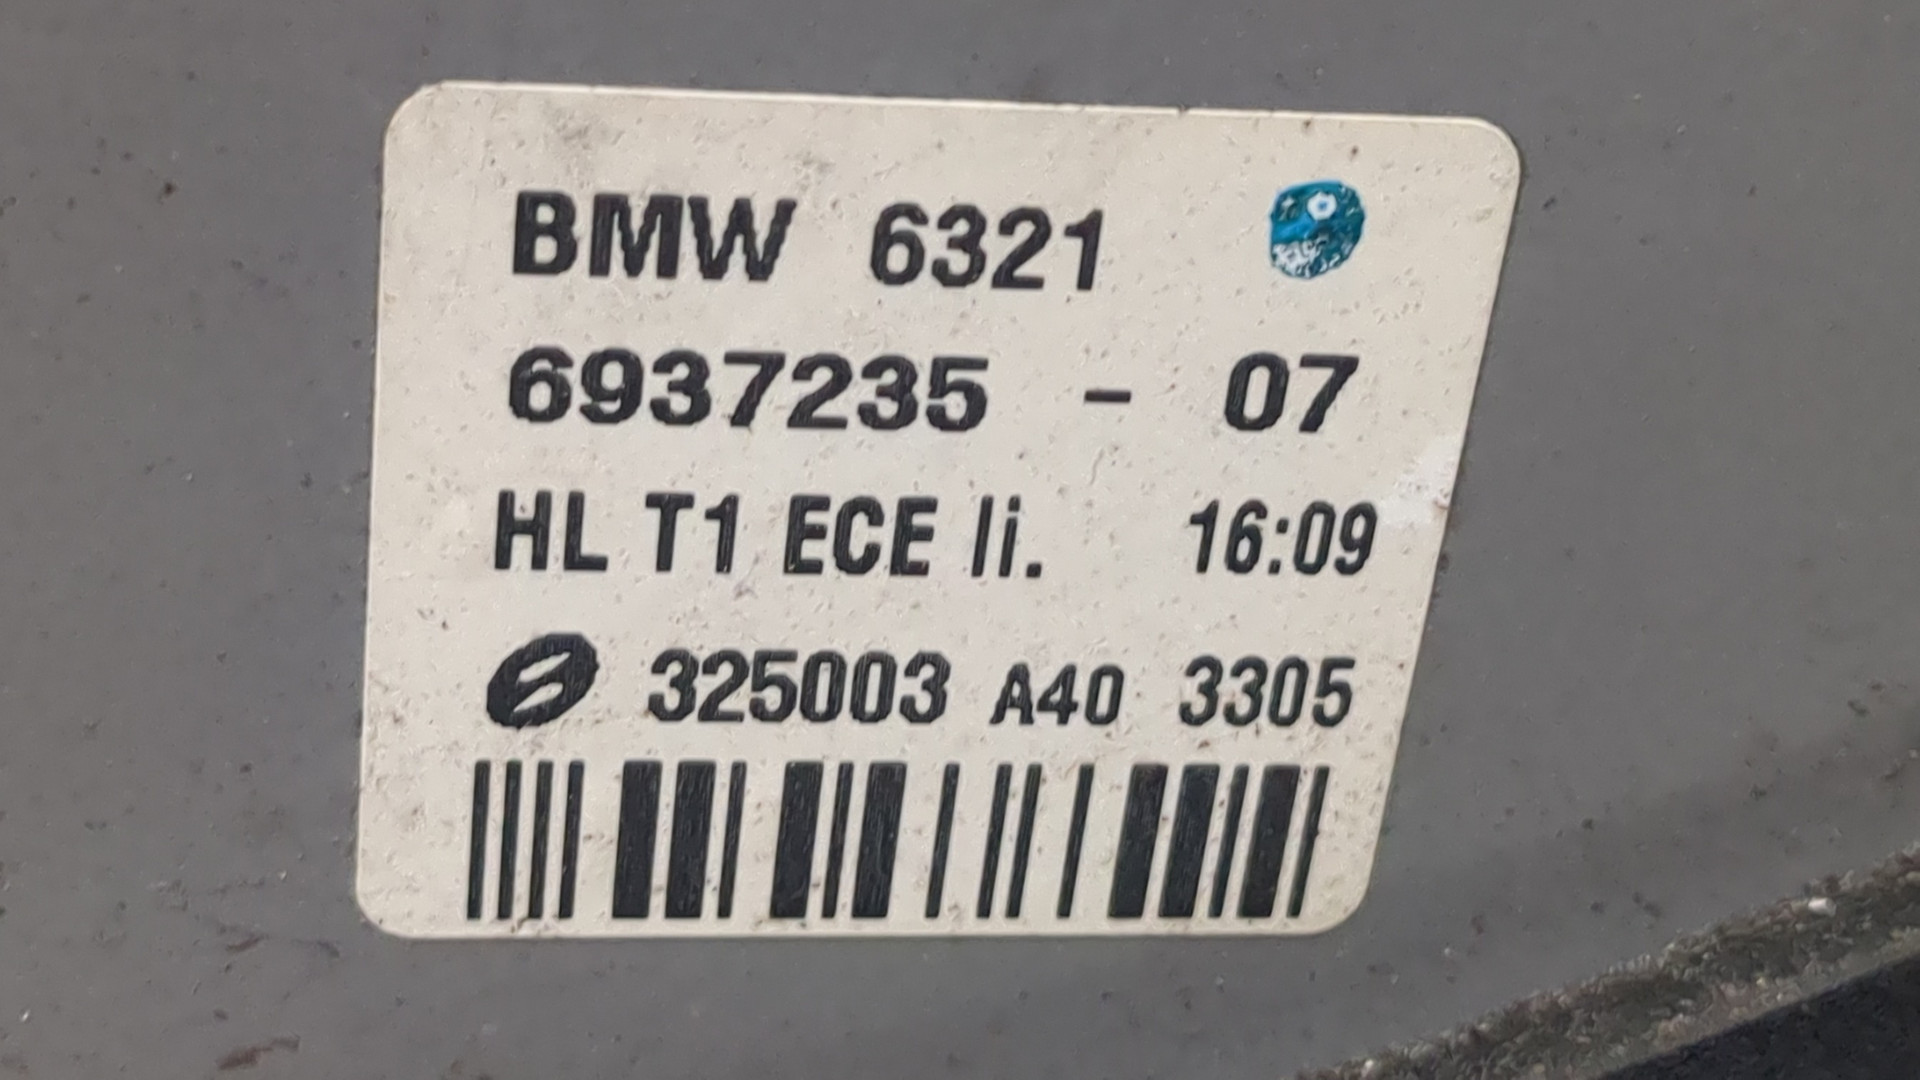 BMW 6321
6937235 - 07
HL T1 ECE li. 16:09
325003 A40 3305